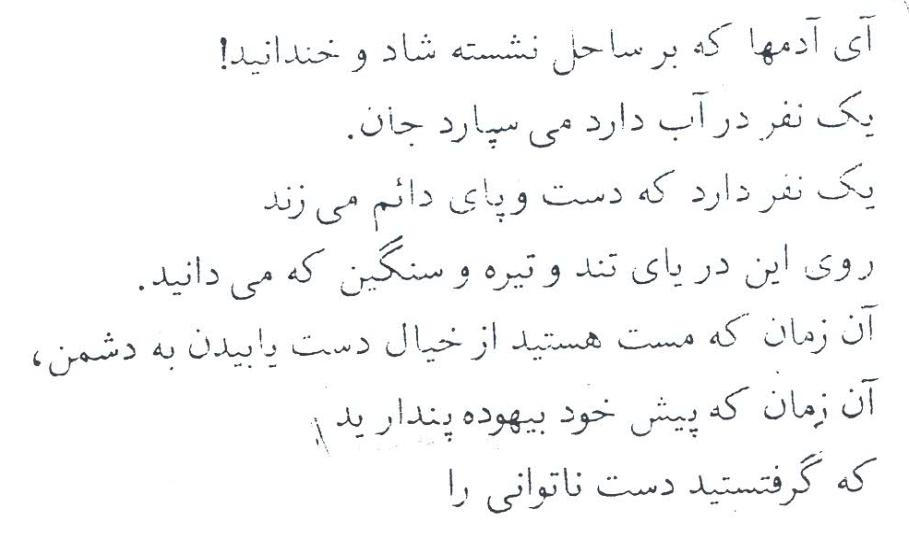 آی آدمها که بر ساحل نشسته شاد و خندانید!
یک نفر در آب دارد می سپارد جان.
یک نفر دارد که دست و پای دائم می زند
روی این دریای تند و تیره و سنگین که می دانید.
آن زمان که مست هستید از خیال دست یابیدن به دشمن،
آن زمان که پیش خود بیهوده پندارید
که گرفتستید دست ناتوانی را